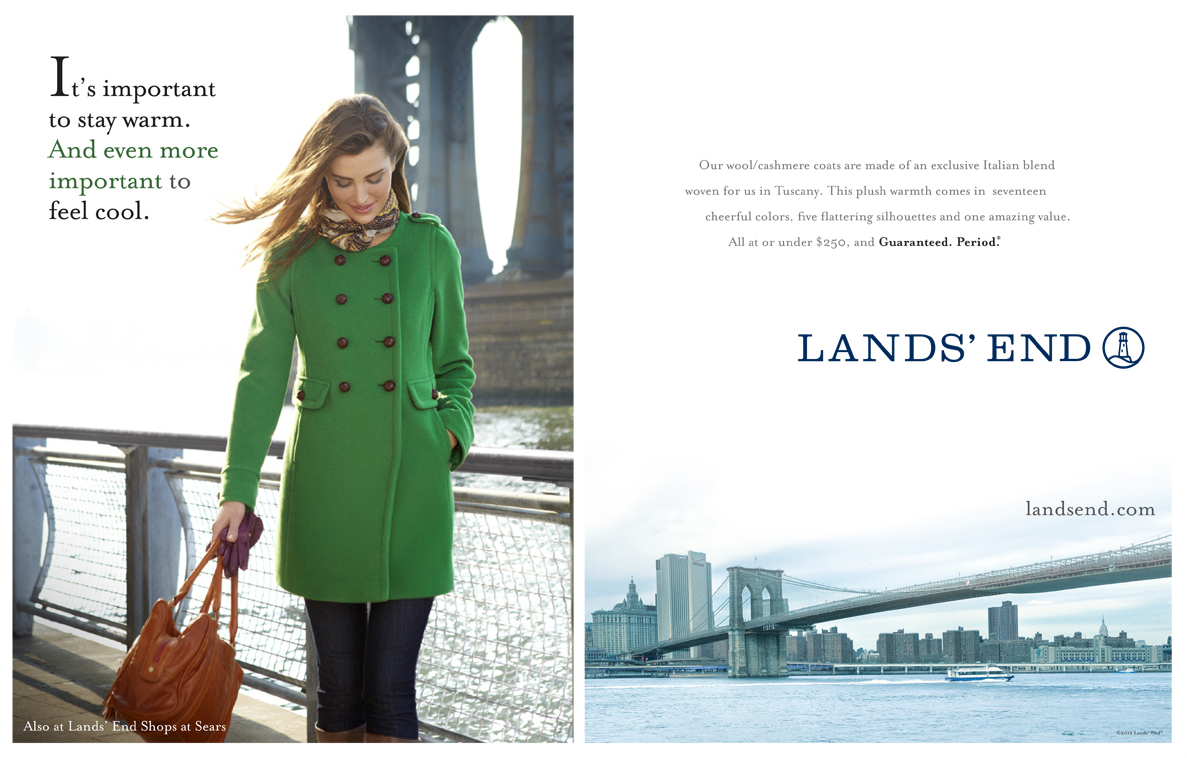 It's important
to stay warm.
And even more
important to
feel cool.
Our wool/cashmere coats are made of an exclusive Italian blend
woven for us in Tuscany. This plush warmth comes in seventeen
cheerful colors, five flattering silhouettes and one amazing value.
All at or under $250, and Guaranteed. Period.®
LANDS' END
landsend.com
Also at Lands' End Shops at Sears